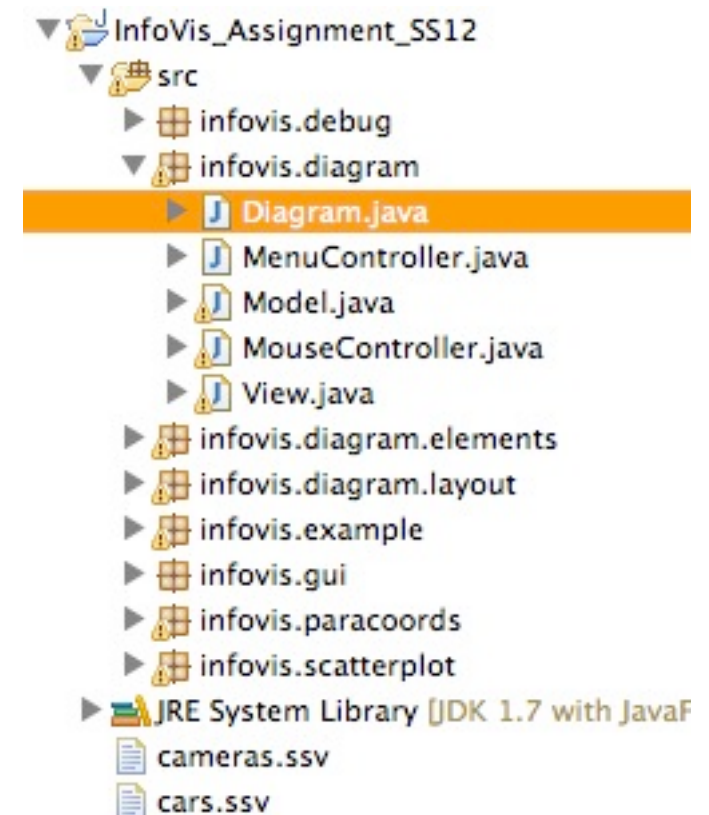 InfoVis_Assignment_SS12
src
infovis.debug
infovis.diagram
Diagram.java
MenuController.java
Model.java
MouseController.java
View.java
infovis.diagram.elements
infovis.diagram.layout
infovis.example
infovis.gui
infovis.paracoords
infovis.scatterplot
JRE System Library [JDK 1.7 with JavaF
cameras.ssv
cars.ssv